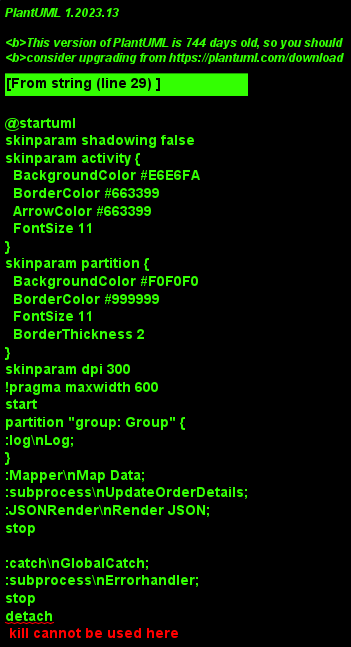 PlantUML 1.2023.13
<b>This version of PlantUML is 744 days old, so you should
<b>consider upgrading from https://plantuml.com/download
[From string (line 29) ]
@startuml
skinparam shadowing false
skinparam activity {
BackgroundColor #E6E6FA
BorderColor #663399
ArrowColor #663399
FontSize 11
}
skinparam partition {
BackgroundColor #F0F0F0
BorderColor #999999
FontSize 11
BorderThickness 2
}
skinparam dpi 300
!pragma maxwidth 600
start
partition "group: Group" {
:log\nLog;
}
:Mapper\nMap Data;
:subprocess\nUpdateOrderDetails;
:JSONRender\nRender JSON;
stop
:catch\nGlobalCatch;
:subprocess\nErrorhandler;
stop
detach
kill cannot be used here